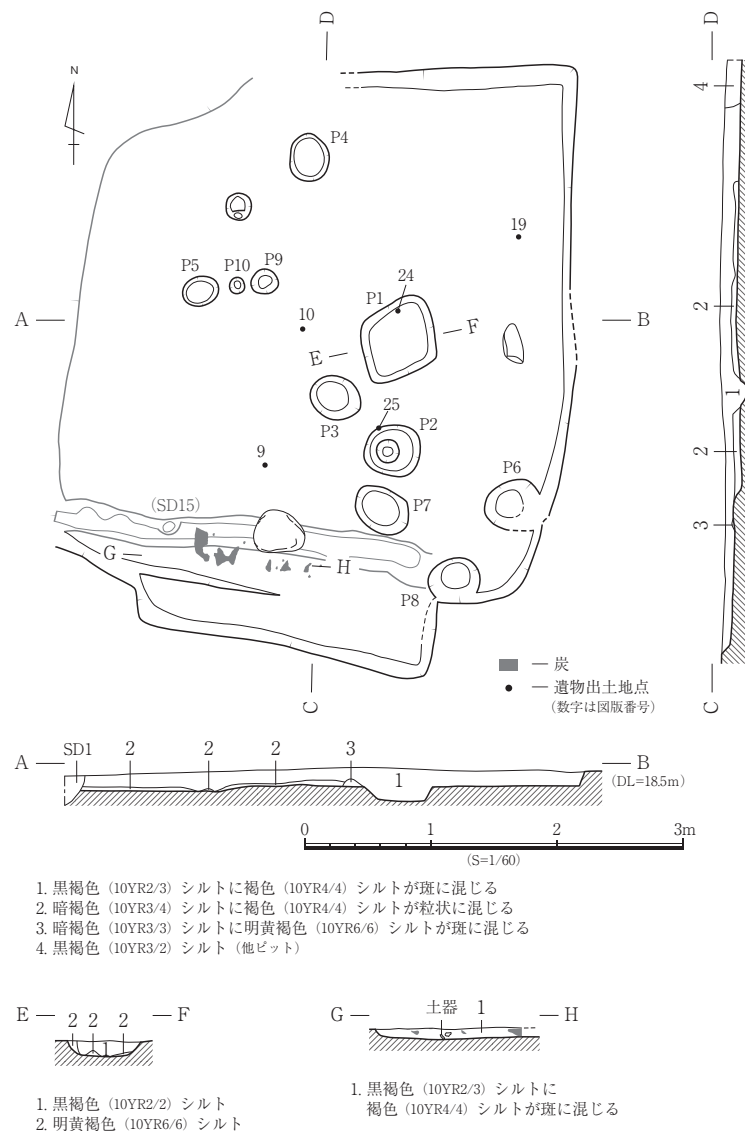 D
D
N
P4
4
19
P5
P10
P9
P1
24
A
10
F
B
2
E
1
P3
25
P2
9
2
P6
(SD15)
P7
3
G
H
P8
炭
遺物出土地点
(数字は図版番号)
C
C
A
SD1
2
2
2
3
1
B
(DL=18.5m)
0
1
2
3m
(S=1/60)
1. 黒褐色 (10YR2/3) シルトに褐色 (10YR4/4) シルトが斑に混じる
2. 暗褐色 (10YR3/4) シルトに褐色 (10YR4/4) シルトが粒状に混じる
3. 暗褐色 (10YR3/3) シルトに明黄褐色 (10YR6/6) シルトが斑に混じる
4. 黒褐色 (10YR3/2) シルト (他ピット)
E
2
2
2
F
1
1. 黒褐色 (10YR2/2) シルト
2. 明黄褐色 (10YR6/6) シルト
G
土器
1
H
1. 黒褐色 (10YR2/3) シルトに
褐色 (10YR4/4) シルトが斑に混じる